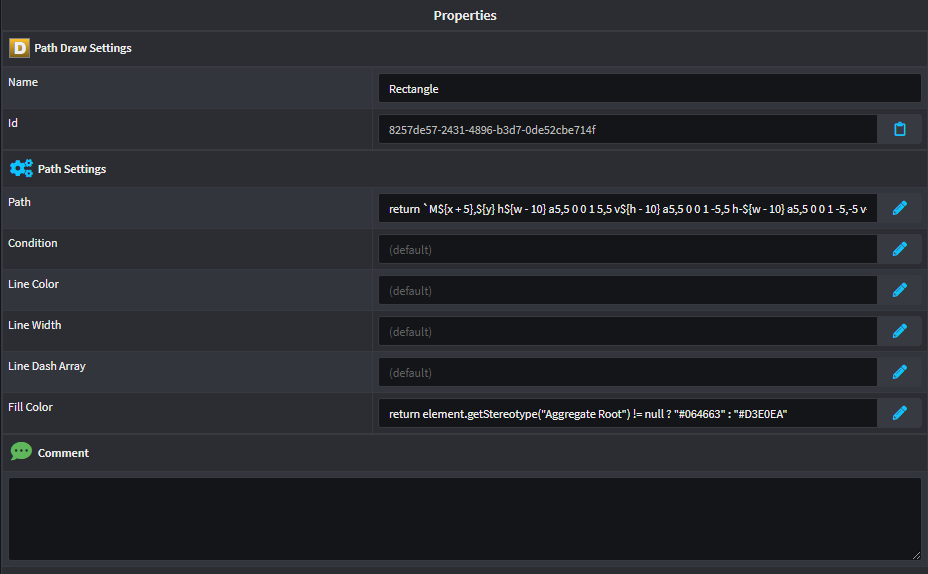 Properties
D Path Draw Settings
Name
Rectangle
Id
8257de57-2431-4896-b3d7-0de52cbe714f
Path Settings
Path
return `M${x + 5},${y} h${w - 10} a5,5 0 0 1 5,5 v${h - 10} a5,5 0 0 1 -5,5 h-${w - 10} a5,5 0 0 1 -5,-5 v-
Condition
(default)
Line Color
(default)
Line Width
(default)
Line Dash Array
(default)
Fill Color
return element.getStereotype("Aggregate Root") != null ? "#064663" : "#D3E0EA"
Comment